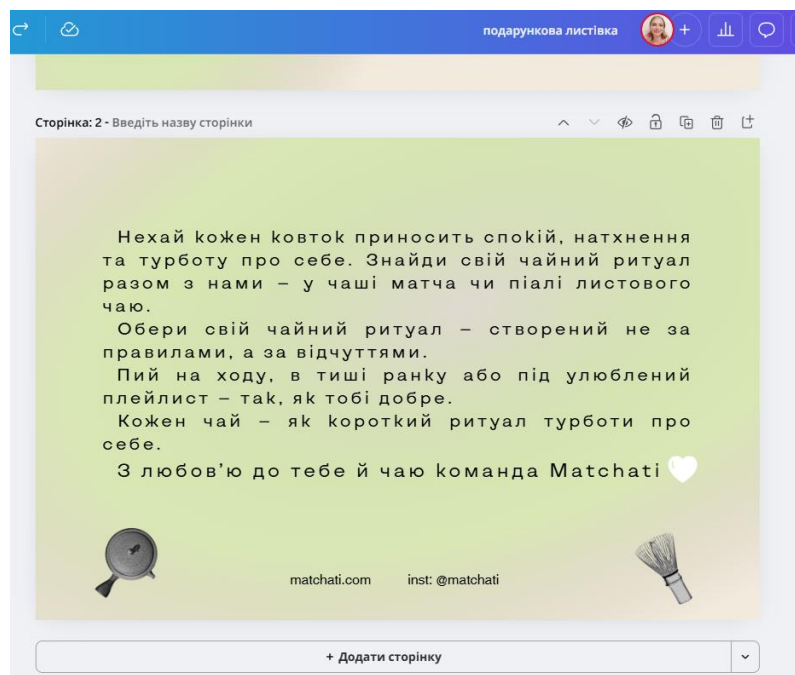 подарункова листівка
Сторінка: 2 - Введіть назву сторінки
Нехай кожен ковток приносить спокій, натхнення
та турботу про себе. Знайди свій чайний ритуал
разом з нами – у чаші матча чи піалі листового
чаю.
Обери свій чайний ритуал – створений не за
правилами, а за відчуттями.
Пий на ходу, в тиші ранку або під улюблений
плейлист – так, як тобі добре.
Кожен чай – як короткий ритуал турботи про
себе.
З любов’ю до тебе й чаю команда Matchati
matchati.com inst: @matchati
+ Додати сторінку